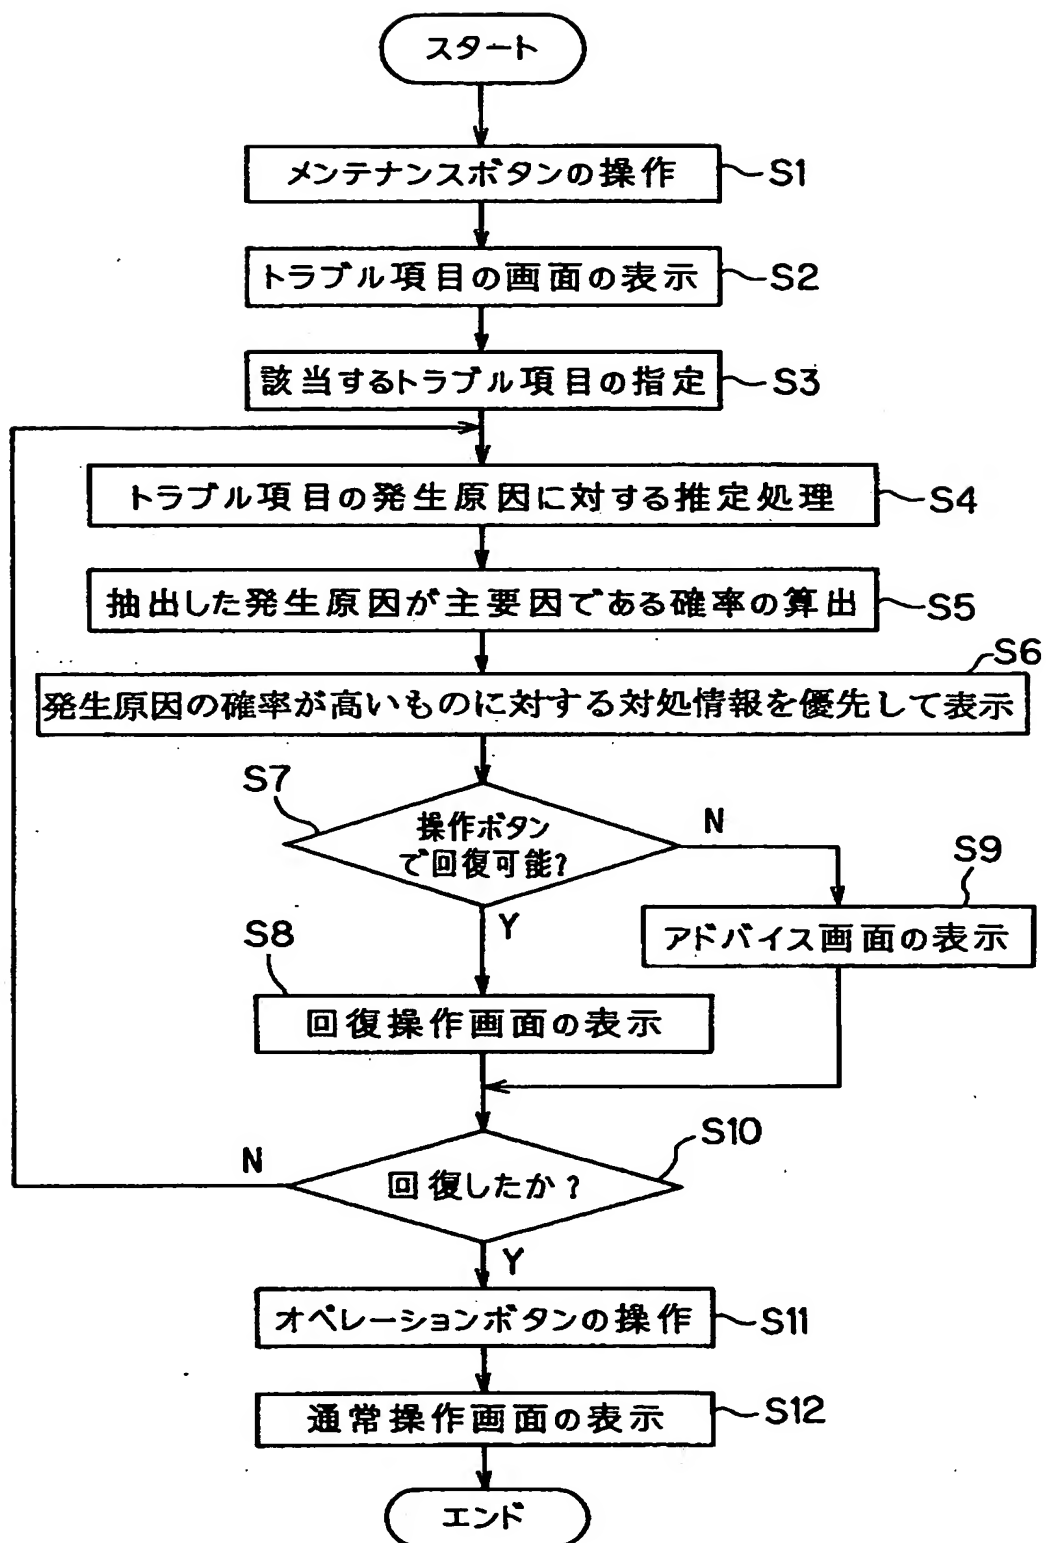 スタート
メンテナンスボタンの操作
S1
トラブル項目の画面の表示
S2
該当するトラブル項目の指定
S3
トラブル項目の発生原因に対する推定処理
S4
抽出した発生原因が主要因である確率の算出
S5
S6
発生原因の確率が高いものに対する対処情報を優先して表示
S7
操作ボタン
で回復可能?
N
S9
アドバイス画面の表示
Y
S8
回復操作画面の表示
S10
N
回復したか?
Y
オペレーションボタンの操作
S11
通常操作画面の表示
S12
エンド